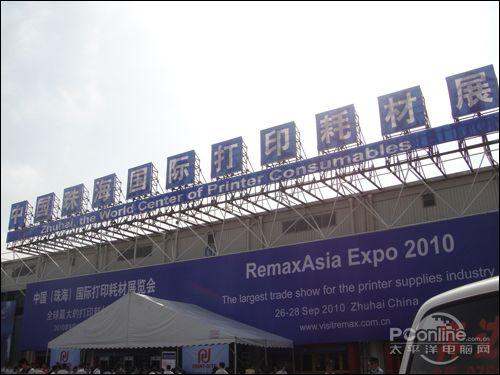 中国珠海国际打印耗材展
Zhuhai the World Center of Printer Consumables
RemaxAsia Expo 2010
中国（珠海）国际打印耗材展览会
The largest trade show for the printer supplies industry
26-28 Sep 2010 Zhuhai China
www.visitremax.com.cn
PConline.com.cn
太平洋电脑网